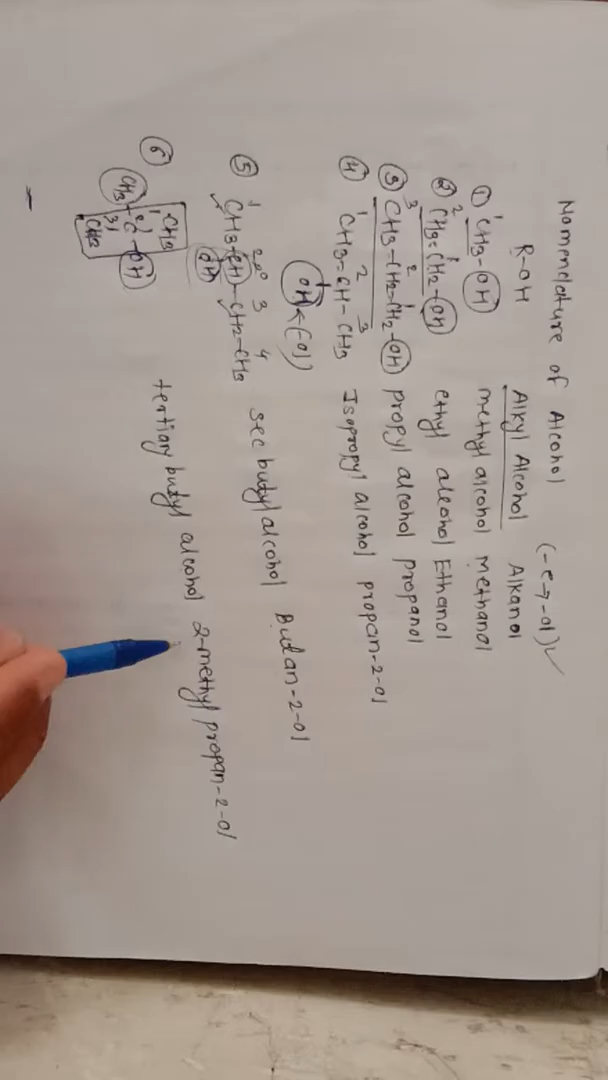 Nomenclature of Alcohol (-e→-ol)✓
R-OH Alkyl Alcohol Alkanol
① CH3-OH methyl alcohol methanol
② CH3=CH2-OH ethyl alcohol Ethanol
③ CH3-CH2-CH2-OH propyl alcohol propanol
④ CH3=CH-CH3 Isopropyl alcohol propan-2-ol
OH←(-ol)
⑤ CH3-CH-CH2-CH3 sec butyl alcohol Butan-2-ol
OH
CH3
⑥ CH3-C-OH tertiary butyl alcohol 2-methyl propan-2-ol
CH3